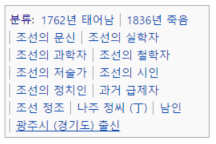 분류: 1762년 태어남 | 1836년 죽음
| 조선의 문신 | 조선의 실학자
| 조선의 과학자 | 조선의 철학자
| 조선의 저술가 | 조선의 시인
| 조선의 정치인 | 과거 급제자
| 조선 정조 | 나주 정씨 (丁) | 남인
| 광주시 (경기도) 출신